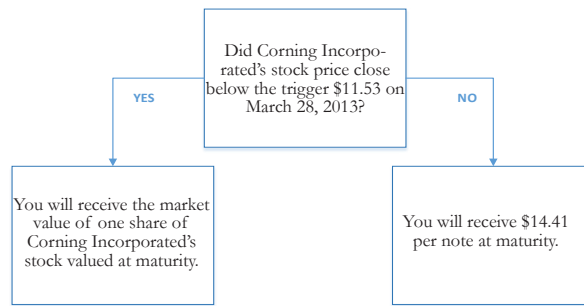 Did Corning Incorpo-
rated's stock price close
below the trigger $11.53 on
March 28, 2013?
YES
NO
You will receive the market
value of one share of
Corning Incorporated's
stock valued at maturity.
You will receive $14.41
per note at maturity.